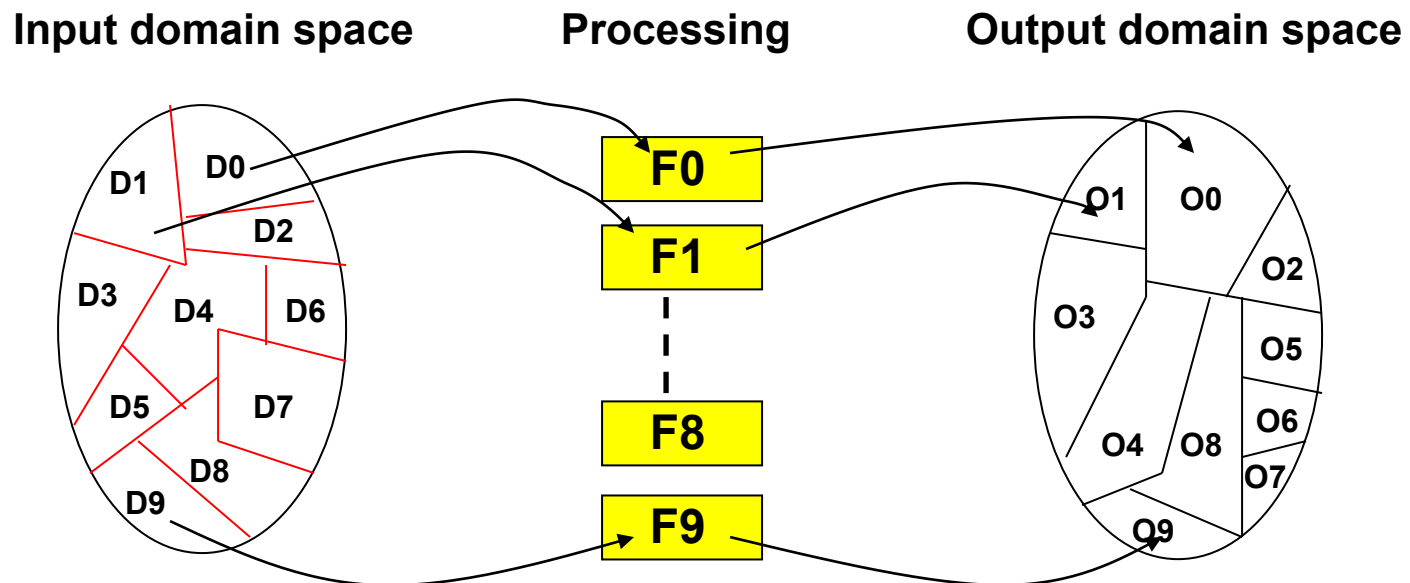 Input domain space
Processing
Output domain space
D1
D0
D2
D3
D4
D6
D5
D7
D8
D9
F0
F1
F8
F9
O1
O0
O2
O3
O5
O6
O4
O8
O7
O9